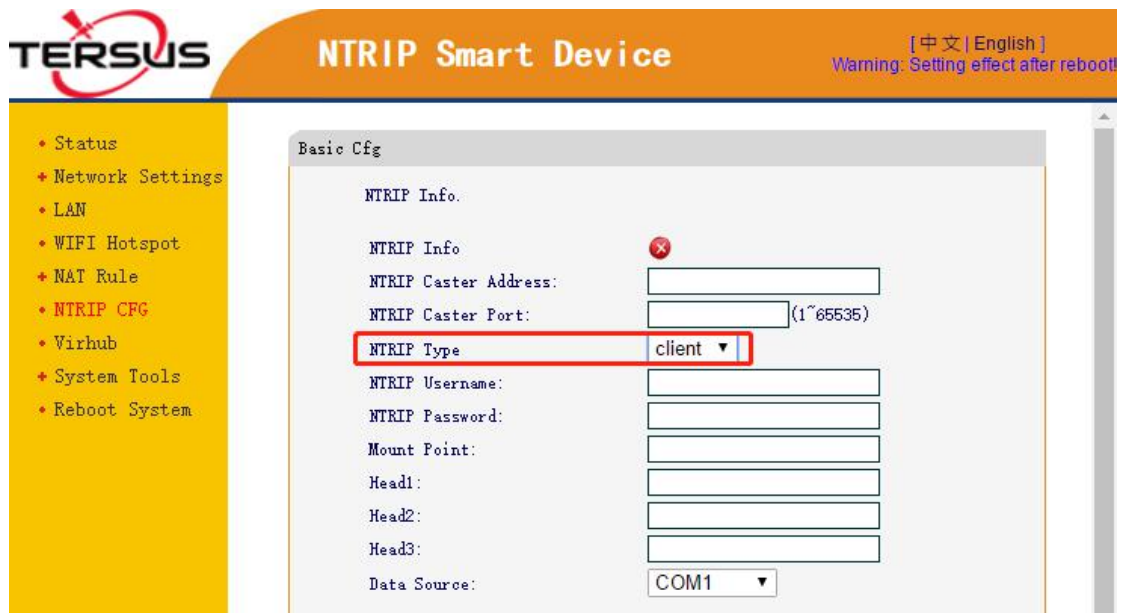 TERSUS
NTRIP Smart Device
[ 中文 | English ]
Warning: Setting effect after reboot!
Status
Network Settings
LAN
WIFI Hotspot
NAT Rule
NTRIP CFG
Virhub
System Tools
Reboot System
Basic Cfg
NTRIP Info.
NTRIP Info
NTRIP Caster Address:
NTRIP Caster Port: (1~65535)
NTRIP Type client
NTRIP Username:
NTRIP Password:
Mount Point:
Head1:
Head2:
Head3:
Data Source: COM1